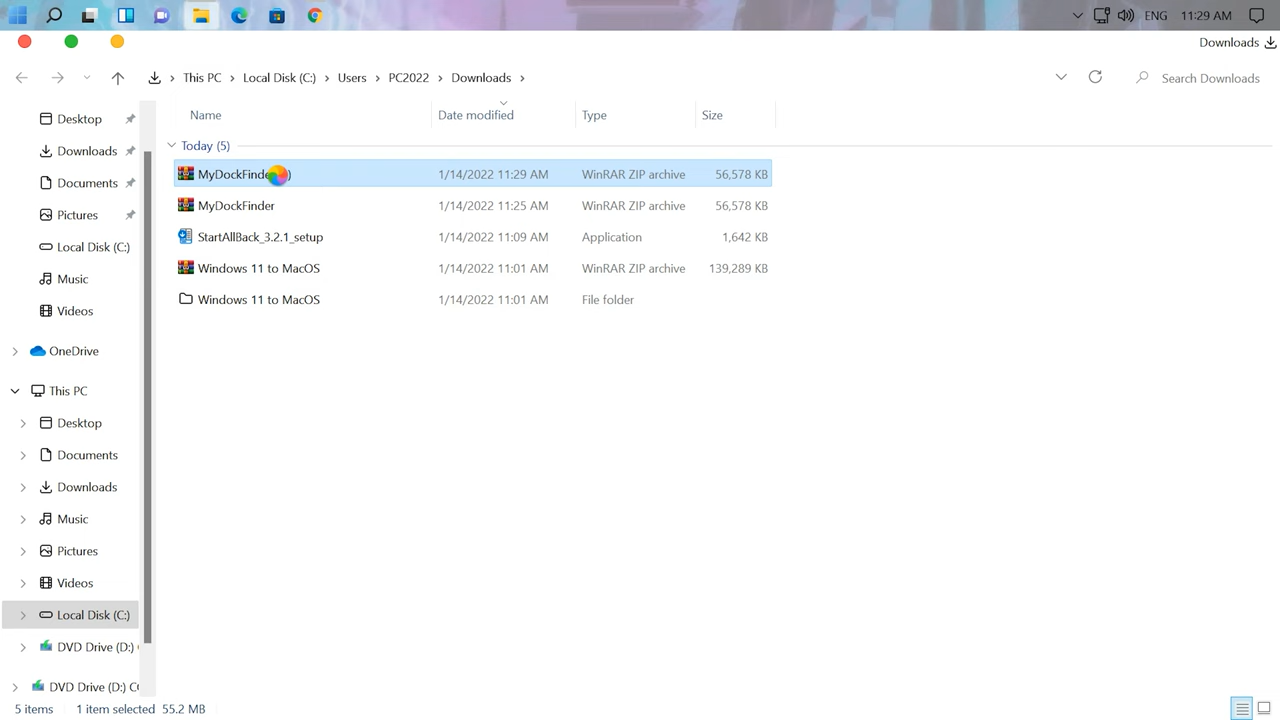 ENG 11:29 AM
Downloads
This PC Local Disk (C:) Users PC2022 Downloads
Search Downloads
Name Date modified Type Size
Today (5)
MyDockFinde ) 1/14/2022 11:29 AM WinRAR ZIP archive 56,578 KB
MyDockFinder 1/14/2022 11:25 AM WinRAR ZIP archive 56,578 KB
StartAllBack_3.2.1_setup 1/14/2022 11:09 AM Application 1,642 KB
Windows 11 to MacOS 1/14/2022 11:01 AM WinRAR ZIP archive 139,289 KB
Windows 11 to MacOS 1/14/2022 11:01 AM File folder
Desktop
Downloads
Documents
Pictures
Local Disk (C:)
Music
Videos
OneDrive
This PC
Desktop
Documents
Downloads
Music
Pictures
Videos
Local Disk (C:)
DVD Drive (D:)
DVD Drive (D:) C
5 items 1 item selected 55.2 MB